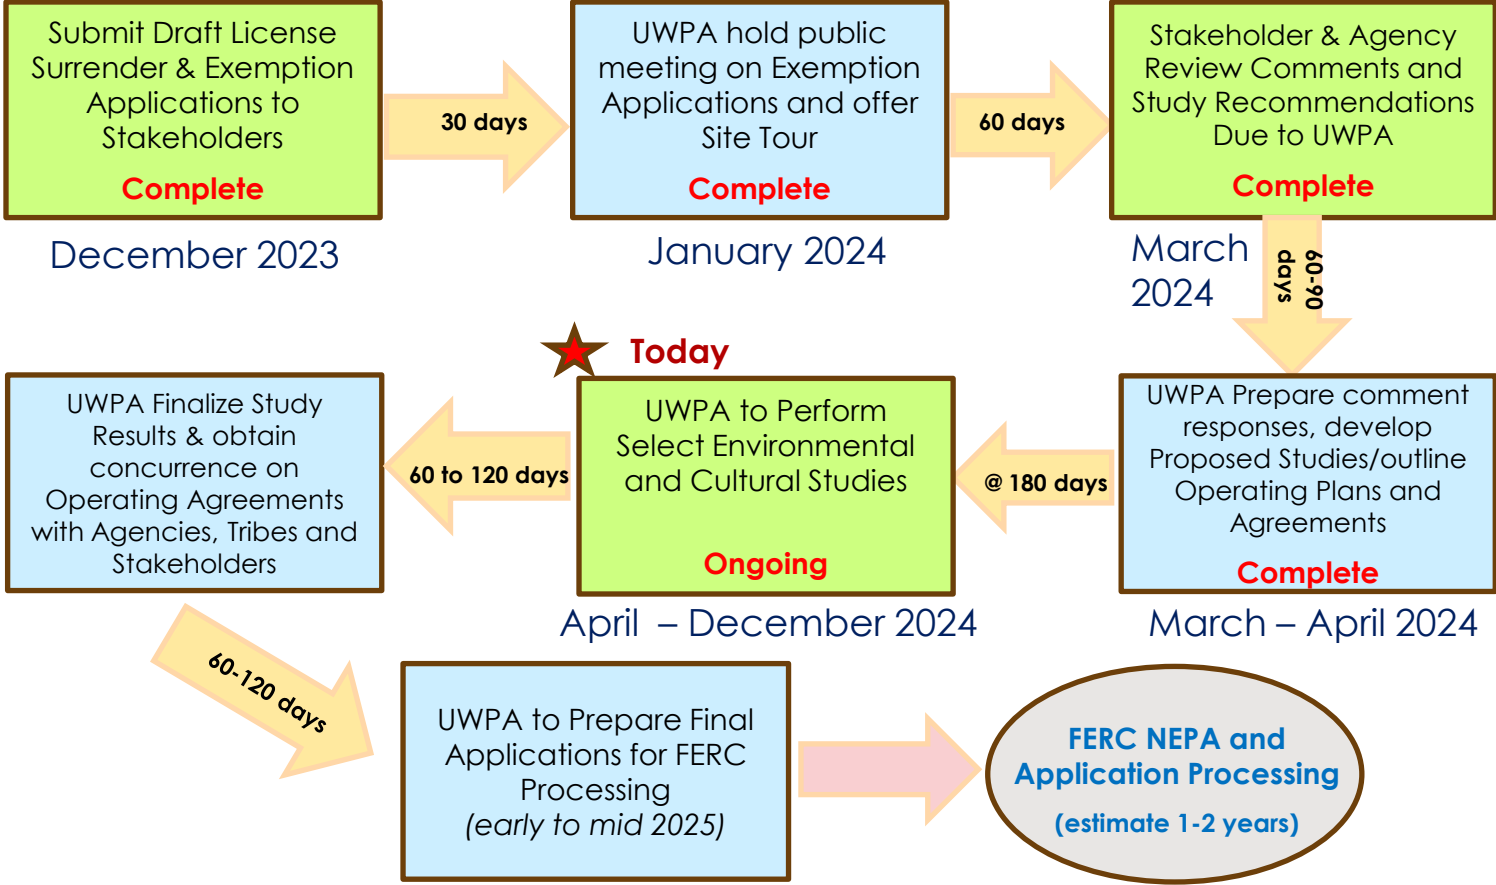 Submit Draft License
Surrender & Exemption
Applications to
Stakeholders
Complete
December 2023
30 days
UWPA hold public
meeting on Exemption
Applications and offer
Site Tour
Complete
January 2024
60 days
Stakeholder & Agency
Review Comments and
Study Recommendations
Due to UWPA
Complete
March
2024
60-90
days
UWPA Prepare comment
responses, develop
Proposed Studies/outline
Operating Plans and
Agreements
Complete
March – April 2024
@ 180 days
Today
UWPA to Perform
Select Environmental
and Cultural Studies
Ongoing
April – December 2024
60 to 120 days
UWPA Finalize Study
Results & obtain
concurrence on
Operating Agreements
with Agencies, Tribes and
Stakeholders
60-120 days
UWPA to Prepare Final
Applications for FERC
Processing
(early to mid 2025)
FERC NEPA and
Application Processing
(estimate 1-2 years)